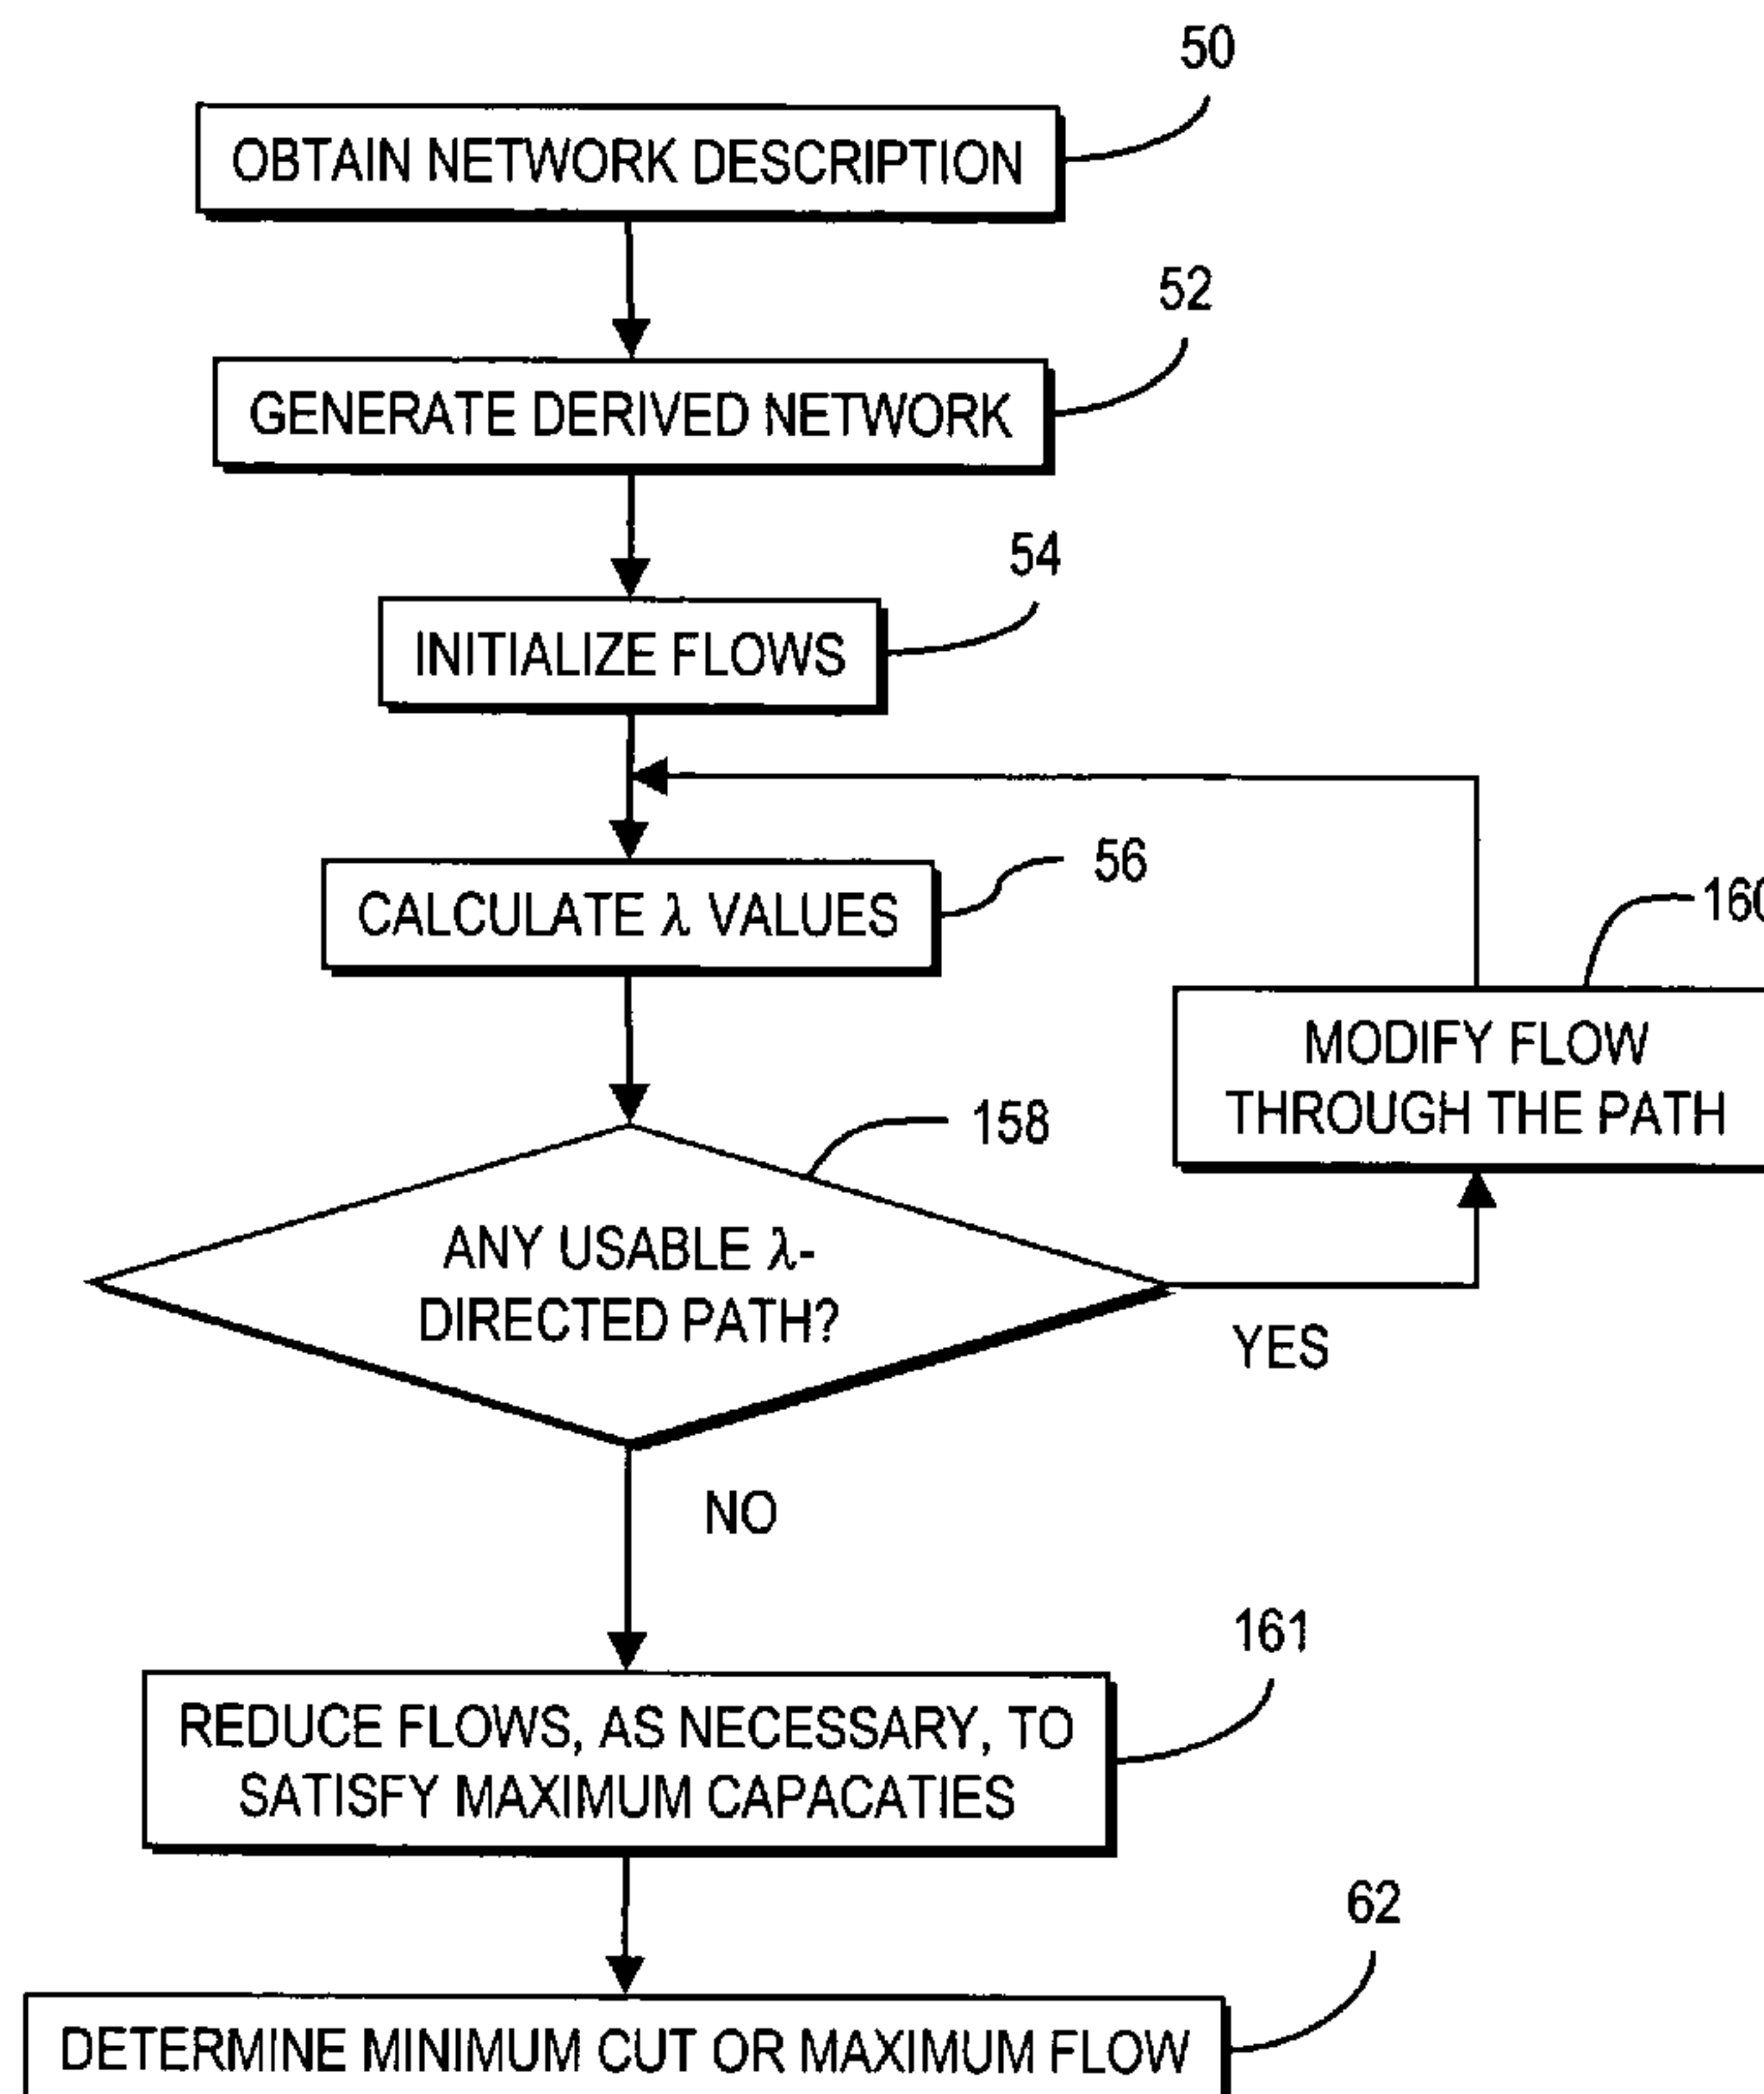 50
OBTAIN NETWORK DESCRIPTION
52
GENERATE DERIVED NETWORK
54
INITIALIZE FLOWS
56
CALCULATE λ VALUES
160
MODIFY FLOW
THROUGH THE PATH
158
ANY USABLE λ-
DIRECTED PATH?
YES
NO
161
REDUCE FLOWS, AS NECESSARY, TO
SATISFY MAXIMUM CAPACATIES
62
DETERMINE MINIMUM CUT OR MAXIMUM FLOW